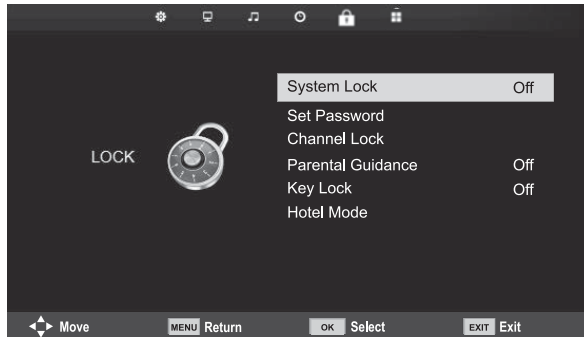 System Lock Off
Set Password
Channel Lock
LOCK
Parental Guidance Off
Key Lock Off
Hotel Mode
Move MENU Return OK Select EXIT Exit